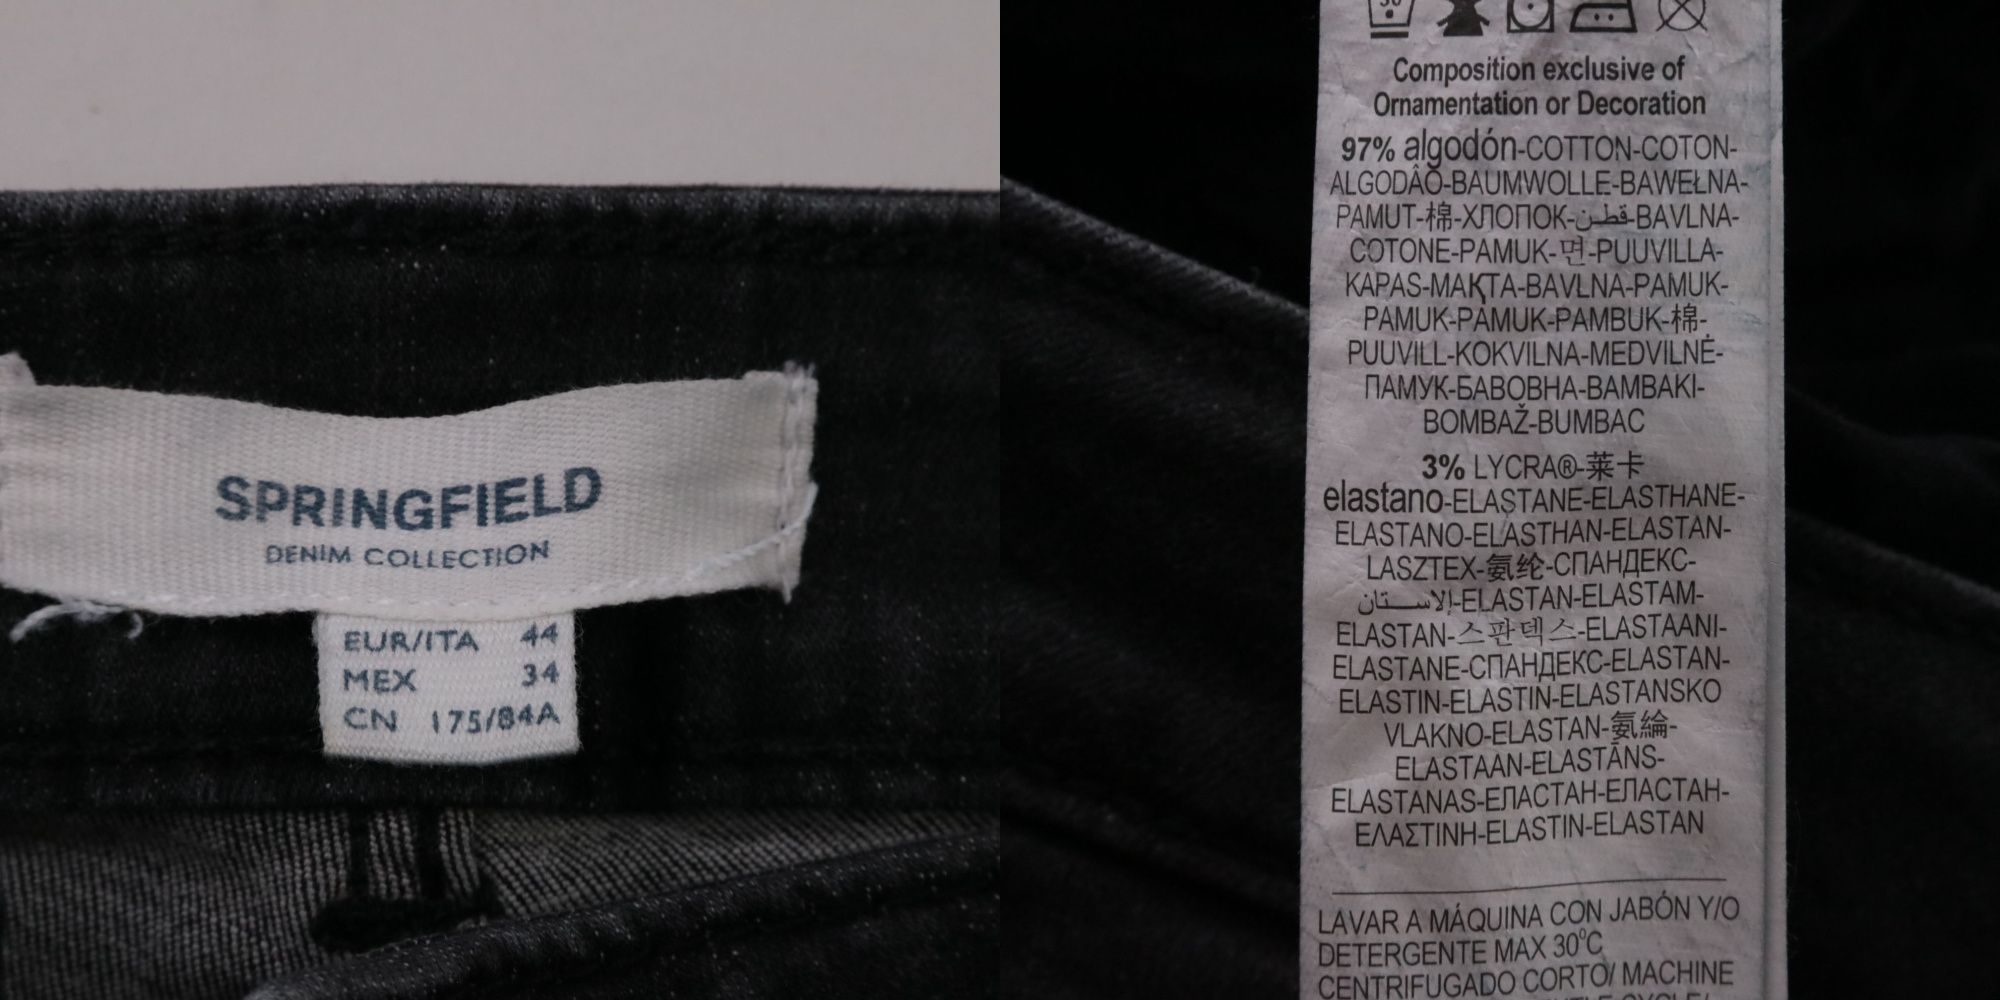 SPRINGFIELD
DENIM COLLECTION
EUR/ITA 44
MEX 34
CN 175/84A
30
Composition exclusive of
Ornamentation or Decoration
97% algodón-COTTON-COTON-
ALGODÂO-BAUMWOLLE-BAWEŁNA-
PAMUT-棉-ХЛОПОК-قطن-BAVLNA-
COTONE-PAMUK-면-PUUVILLA-
KAPAS-MAҚTA-BAVLNA-PAMUK-
PAMUK-PAMUK-PAMBUK-棉-
PUUVILL-KOKVILNA-MEDVILNĖ-
ПАМУК-БАВОВНА-BAMBAKI-
BOMBAŽ-BUMBAC
3% LYCRA®-莱卡
elastano-ELASTANE-ELASTHANE-
ELASTANO-ELASTHAN-ELASTAN-
LASZTEX-氨纶-СПАНДЕКС-
إلاستان-ELASTAN-ELASTAM-
ELASTAN-스판덱스-ELASTAANI-
ELASTANE-СПАНДЕКС-ELASTAN-
ELASTIN-ELASTIN-ELASTANSKO
VLAKNO-ELASTAN-氨綸-
ELASTAAN-ELASTĀNS-
ELASTANAS-ЕЛАСТАН-ЕЛАСТАН-
ΕΛΑΣΤΙΝΗ-ELASTIN-ELASTAN
LAVAR A MÁQUINA CON JABÓN Y/O
DETERGENTE MAX 30°C
CENTRIFUGADO CORTO/ MACHINE